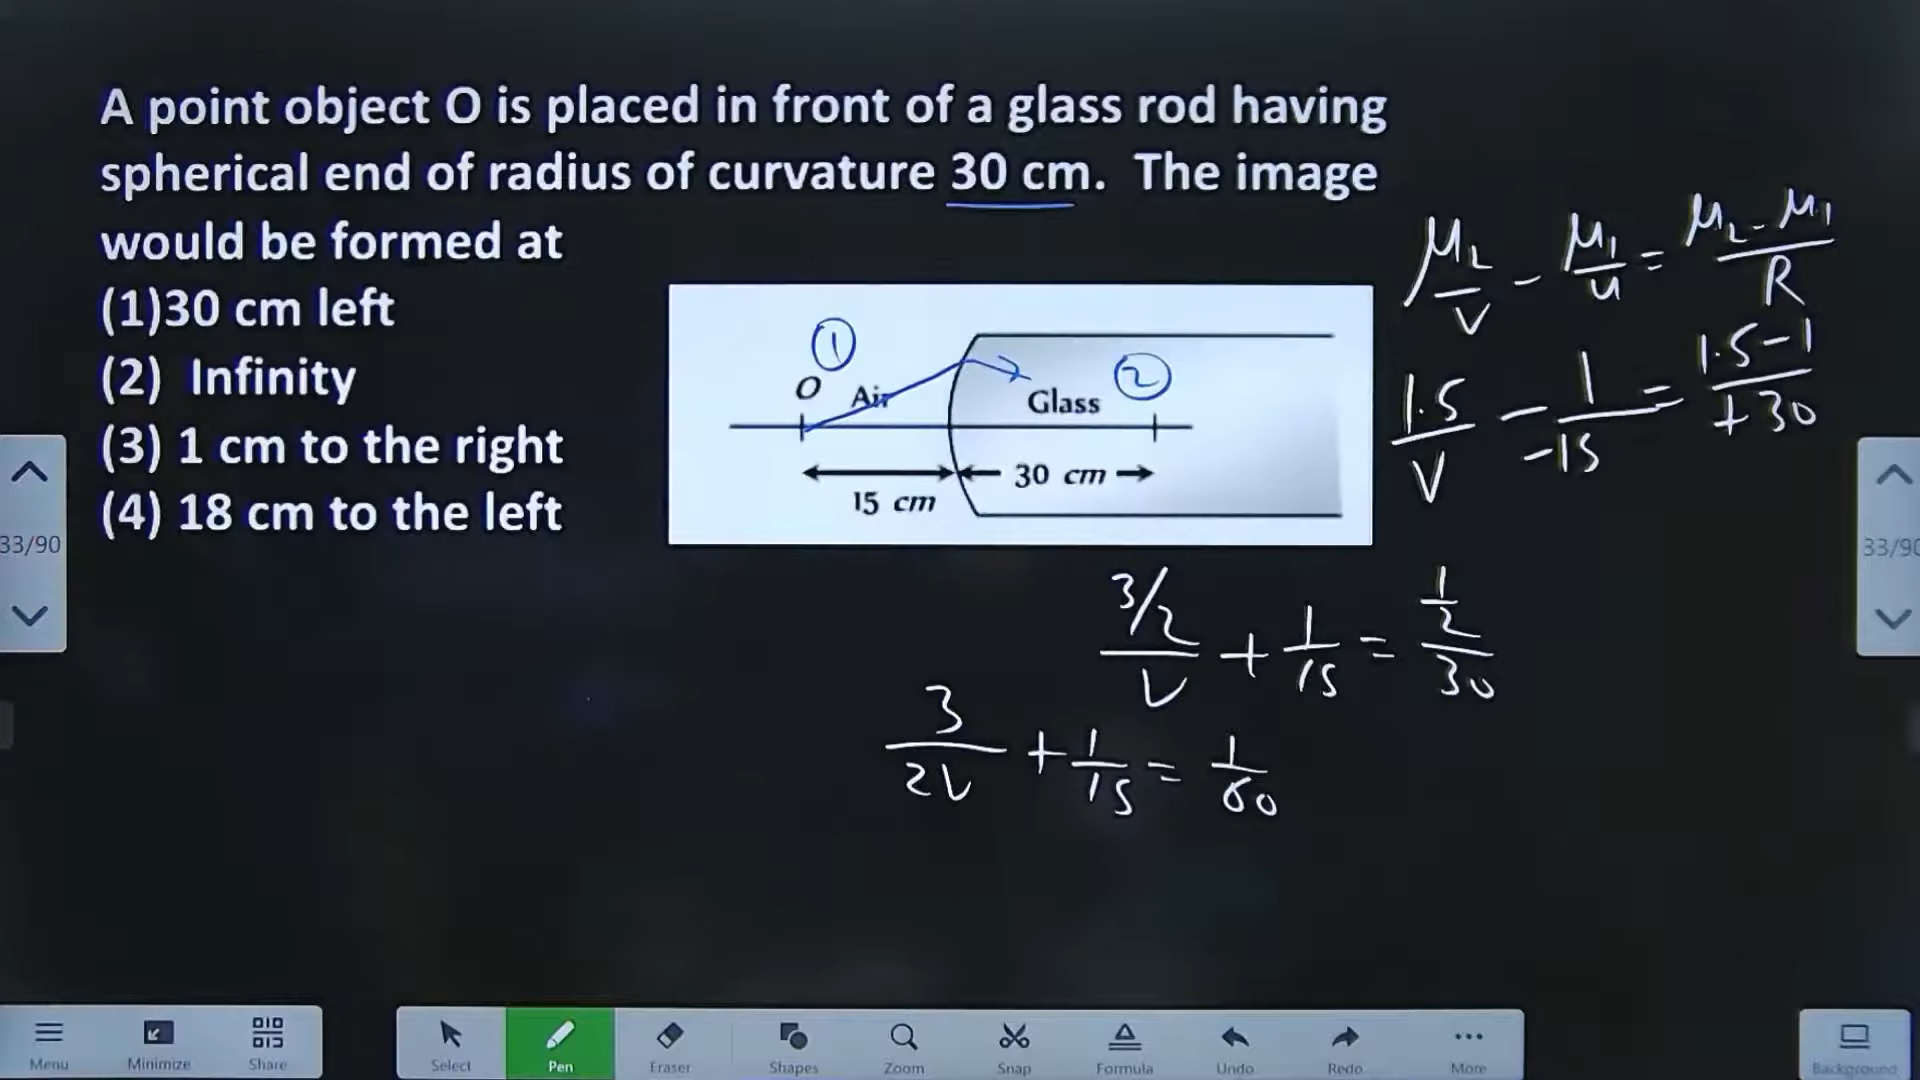 A point object O is placed in front of a glass rod having
spherical end of radius of curvature 30 cm. The image
would be formed at
(1)30 cm left
(2) Infinity
(3) 1 cm to the right
(4) 18 cm to the left
1
2
O
Air
Glass
15 cm
30 cm
μ₂/v - μ₁/u = μ₂-μ₁/R
1.5/v - 1/-15 = 1.5-1/+30
3/2/v + 1/15 = 1/2/30
3/2v + 1/15 = 1/60
33/90
33/90
Menu
Minimize
Share
Select
Pen
Eraser
Shapes
Zoom
Snap
Formula
Undo
Redo
More
Background